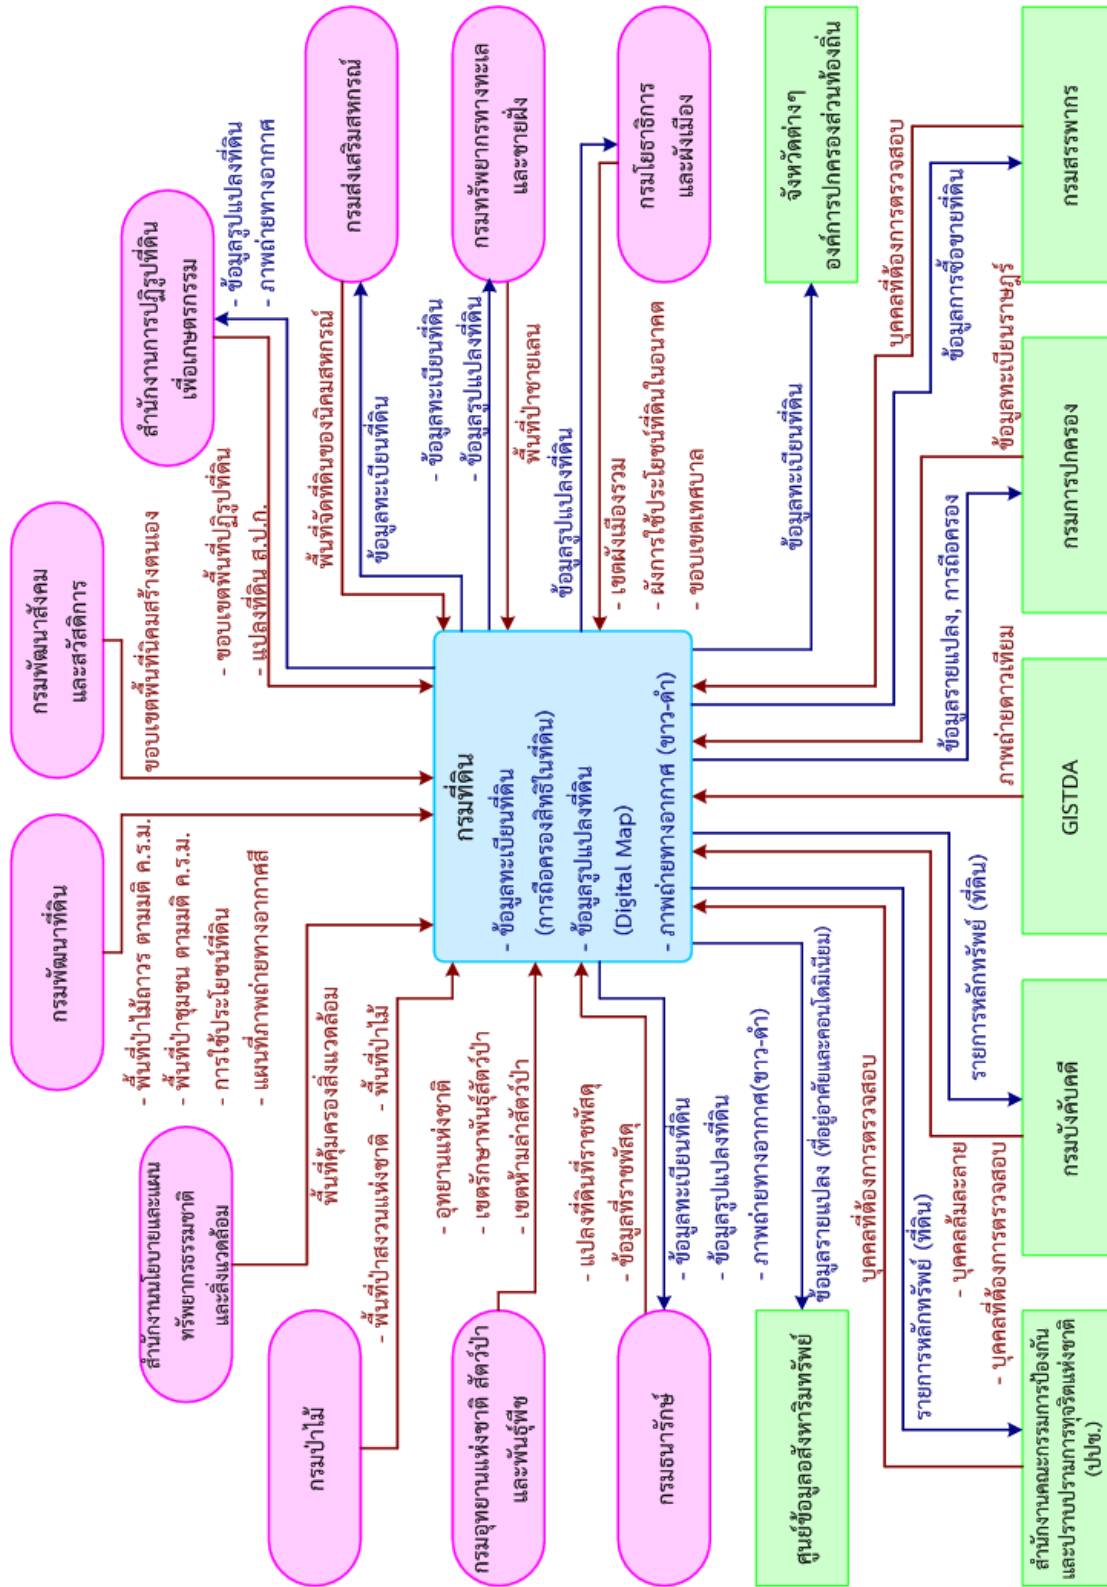 กรมพัฒนาที่ดิน
กรมพัฒนาสังคม
และสวัสดิการ
สำนักงานนโยบายและแผน
ทรัพยากรธรรมชาติ
และสิ่งแวดล้อม
สำนักงานการปฏิรูปที่ดิน
เพื่อเกษตรกรรม
- พื้นที่ป่าไม้ถาวร ตามมติ ค.ร.ม.
- พื้นที่ป่าชุมชน ตามมติ ค.ร.ม.
- การใช้ประโยชน์ที่ดิน
- แผนที่ภาพถ่ายทางอากาศสี
ขอบเขตพื้นที่นิคมสร้างตนเอง
- ขอบเขตพื้นที่ปฏิรูปที่ดิน
- แปลงที่ดิน ส.ป.ก.
- ข้อมูลรูปแปลงที่ดิน
- ภาพถ่ายทางอากาศ
พื้นที่คุ้มครองสิ่งแวดล้อม
กรมป่าไม้
- พื้นที่ป่าสงวนแห่งชาติ
- พื้นที่ป่าไม้
พื้นที่จัดที่ดินของนิคมสหกรณ์
ข้อมูลทะเบียนที่ดิน
กรมส่งเสริมสหกรณ์
กรมอุทยานแห่งชาติ สัตว์ป่า
และพันธุ์พืช
- อุทยานแห่งชาติ
- เขตรักษาพันธุ์สัตว์ป่า
- เขตห้ามล่าสัตว์ป่า
กรมที่ดิน
- ข้อมูลทะเบียนที่ดิน
(การถือครองสิทธิในที่ดิน)
- ข้อมูลรูปแปลงที่ดิน
(Digital Map)
- ภาพถ่ายทางอากาศ (ขาว-ดำ)
- ข้อมูลทะเบียนที่ดิน
- ข้อมูลรูปแปลงที่ดิน
พื้นที่ป่าชายเลน
กรมทรัพยากรทางทะเล
และชายฝั่ง
กรมธนารักษ์
- แปลงที่ดินที่ราชพัสดุ
- ข้อมูลที่ราชพัสดุ
- ข้อมูลทะเบียนที่ดิน
- ข้อมูลรูปแปลงที่ดิน
- ภาพถ่ายทางอากาศ(ขาว-ดำ)
ข้อมูลรูปแปลงที่ดิน
- เขตผังเมืองรวม
- ผังการใช้ประโยชน์ที่ดินในอนาคต
- ขอบเขตเทศบาล
กรมโยธาธิการ
และผังเมือง
ศูนย์ข้อมูลอสังหาริมทรัพย์
ข้อมูลรายแปลง (ที่อยู่อาศัยและคอนโดมิเนียม)
ข้อมูลทะเบียนที่ดิน
จังหวัดต่างๆ
องค์การปกครองส่วนท้องถิ่น
บุคคลที่ต้องการตรวจสอบ
รายการหลักทรัพย์ (ที่ดิน)
- บุคคลล้มละลาย
- บุคคลที่ต้องการตรวจสอบ
รายการหลักทรัพย์ (ที่ดิน)
ภาพถ่ายดาวเทียม
ข้อมูลรายแปลง, การถือครอง
ข้อมูลทะเบียนราษฎร์
บุคคลที่ต้องการตรวจสอบ
ข้อมูลการซื้อขายที่ดิน
สำนักงานคณะกรรมการป้องกัน
และปราบปรามการทุจริตแห่งชาติ
(ปปช.)
กรมบังคับคดี
GISTDA
กรมการปกครอง
กรมสรรพากร